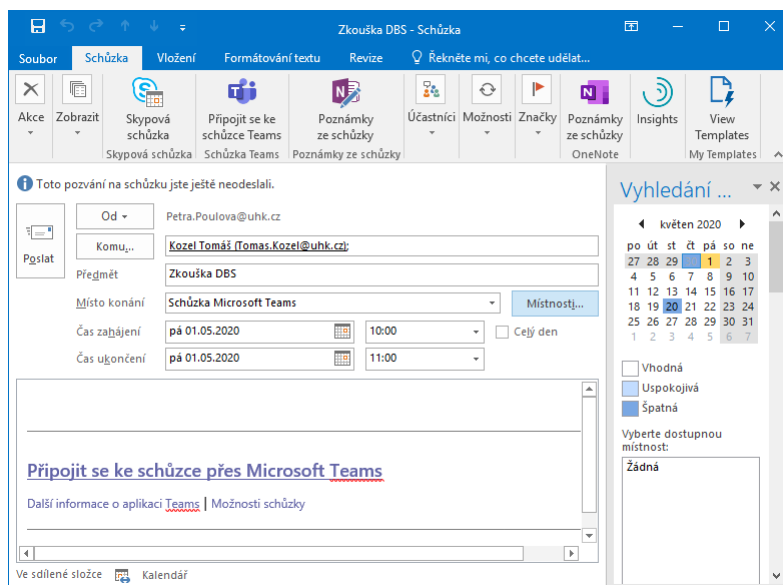 Zkouška DBS - Schůzka
Soubor Schůzka Vložení Formátování textu Revize Řekněte mi, co chcete udělat...
Akce Zobrazit Skypová schůzka Připojit se ke schůzce Teams Poznámky ze schůzky Účastníci Možnosti Značky Poznámky ze schůzky Insights View Templates
Skypová schůzka Schůzka Teams Poznámky ze schůzky OneNote My Templates
Toto pozvání na schůzku jste ještě neodeslali.
Poslat
Od Petra.Poulova@uhk.cz
Komu... Kozel Tomáš (Tomas.Kozel@uhk.cz);
Předmět Zkouška DBS
Místo konání Schůzka Microsoft Teams Místnosti...
Čas zahájení pá 01.05.2020 10:00 Celý den
Čas ukončení pá 01.05.2020 11:00
Připojit se ke schůzce přes Microsoft Teams
Další informace o aplikaci Teams | Možnosti schůzky
Ve sdílené složce Kalendář
Vyhledání ...
květen 2020
po út st čt pá so ne
27 28 29 30 1 2 3
4 5 6 7 8 9 10
11 12 13 14 15 16 17
18 19 20 21 22 23 24
25 26 27 28 29 30 31
1 2 3 4 5 6 7
Vhodná
Uspokojivá
Špatná
Vyberte dostupnou
místnost:
Žádná